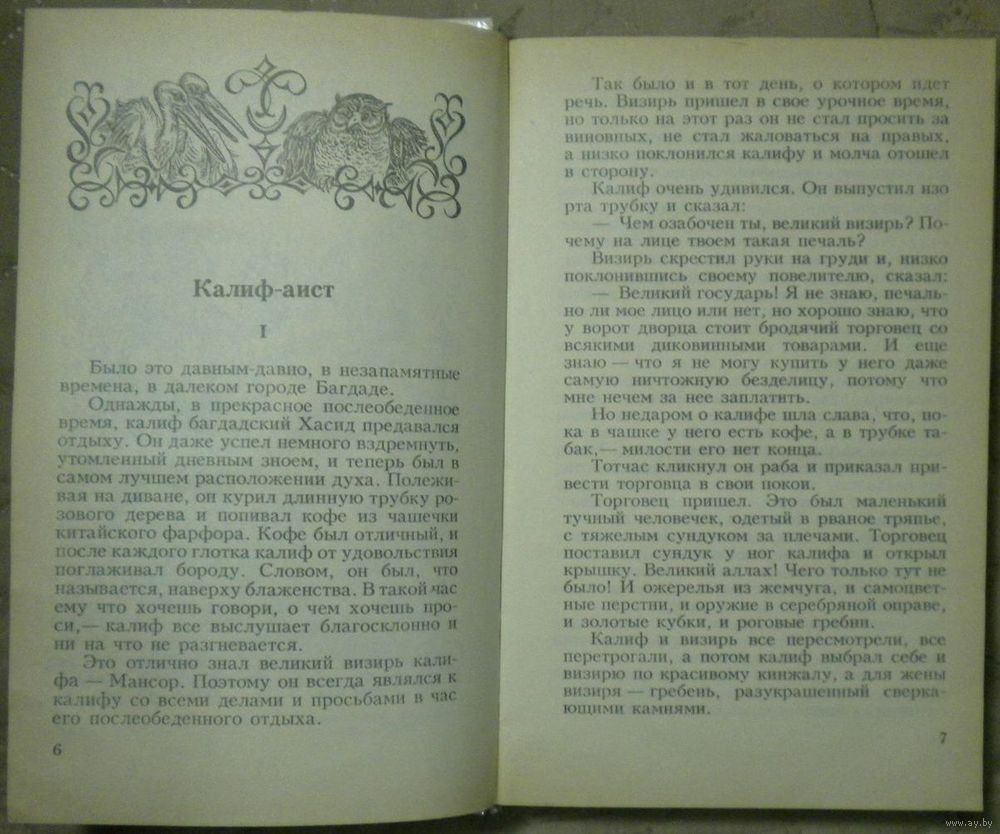 Калиф-аист
I
Было это давным-давно, в незапамятные
времена, в далеком городе Багдаде.
Однажды, в прекрасное послеобеденное
время, калиф багдадский Хасид предавался
отдыху. Он даже успел немного вздремнуть,
утомленный дневным зноем, и теперь был в
самом лучшем расположении духа. Полежи-
вая на диване, он курил длинную трубку ро-
зового дерева и попивал кофе из чашечки
китайского фарфора. Кофе был отличный, и
после каждого глотка калиф от удовольствия
поглаживал бороду. Словом, он был, что
называется, наверху блаженства. В такой час
ему что хочешь говори, о чем хочешь про-
си,— калиф все выслушает благосклонно и
ни на что не разгневается.
Это отлично знал великий визирь кали-
фа — Мансор. Поэтому он всегда являлся к
калифу со всеми делами и просьбами в час
его послеобеденного отдыха.
6
Так было и в тот день, о котором идет
речь. Визирь пришел в свое урочное время,
но только на этот раз он не стал просить за
виновных, не стал жаловаться на правых,
а низко поклонился калифу и молча отошел
в сторону.
Калиф очень удивился. Он выпустил изо
рта трубку и сказал:
— Чем озабочен ты, великий визирь? По-
чему на лице твоем такая печаль?
Визирь скрестил руки на груди и, низко
поклонившись своему повелителю, сказал:
— Великий государь! Я не знаю, печаль-
но ли мое лицо или нет, но хорошо знаю, что
у ворот дворца стоит бродячий торговец со
всякими диковинными товарами. И еще
знаю — что я не могу купить у него даже
самую ничтожную безделицу, потому что
мне нечем за нее заплатить.
Но недаром о калифе шла слава, что, по-
ка в чашке у него есть кофе, а в трубке та-
бак,— милости его нет конца.
Тотчас кликнул он раба и приказал при-
вести торговца в свои покои.
Торговец пришел. Это был маленький
тучный человечек, одетый в рваное тряпье,
с тяжелым сундуком за плечами. Торговец
поставил сундук у ног калифа и открыл
крышку. Великий аллах! Чего только тут не
было! И ожерелья из жемчуга, и самоцвет-
ные перстни, и оружие в серебряной оправе,
и золотые кубки, и роговые гребни.
Калиф и визирь все пересмотрели, все
перетрогали, а потом калиф выбрал себе и
визирю по красивому кинжалу, а для жены
визиря — гребень, разукрашенный сверка-
ющими камнями.
7
www.ay.by